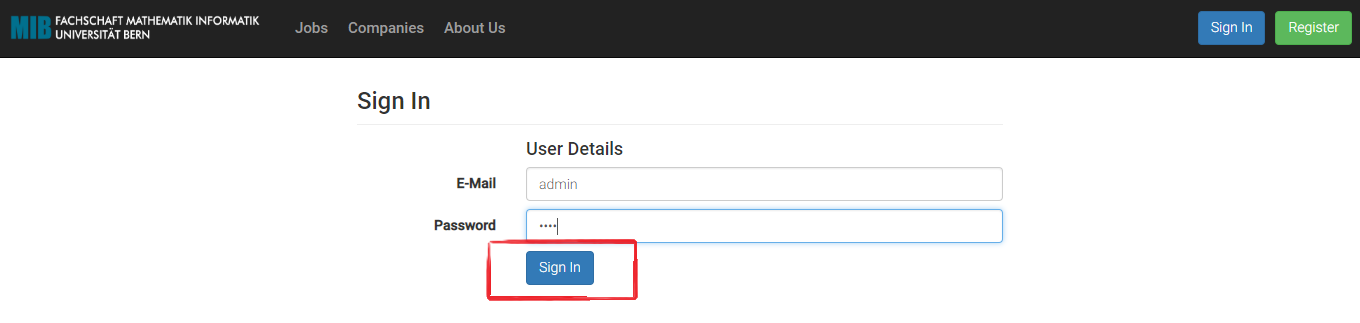 MIB FACHSCHAFT MATHEMATIK INFORMATIK
UNIVERSITÄT BERN
Jobs Companies About Us Sign In Register
Sign In
User Details
E-Mail admin
Password ••••
Sign In